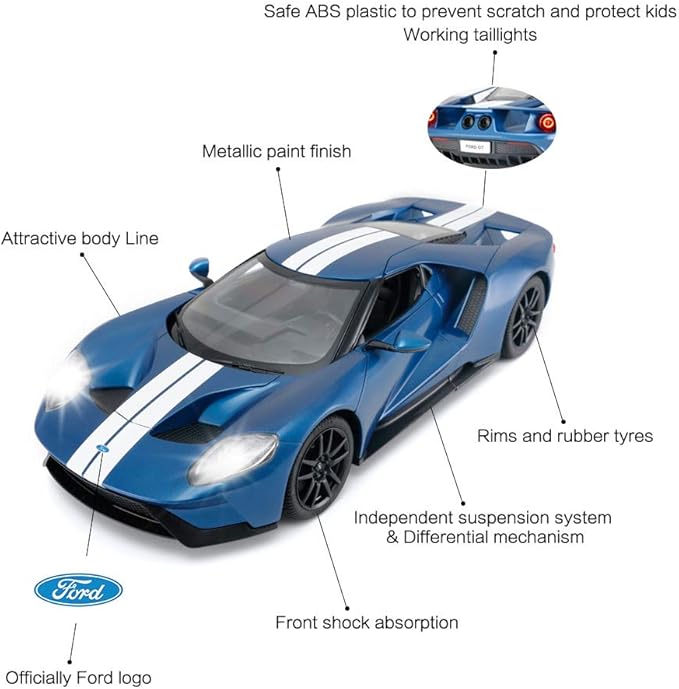 Safe ABS plastic to prevent scratch and protect kids
Working taillights
FORD GT
Metallic paint finish
Attractive body Line
Rims and rubber tyres
Independent suspension system
& Differential mechanism
Ford
Front shock absorption
Officially Ford logo